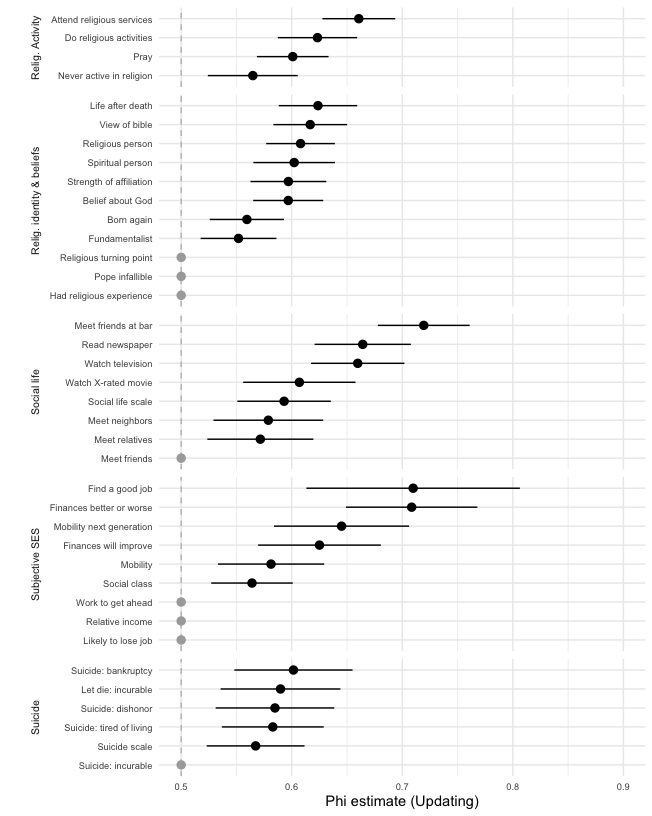 Relig. Activity
Attend religious services
Do religious activities
Pray
Never active in religion
Relig. identity & beliefs
Life after death
View of bible
Religious person
Spiritual person
Strength of affiliation
Belief about God
Born again
Fundamentalist
Religious turning point
Pope infallible
Had religious experience
Social life
Meet friends at bar
Read newspaper
Watch television
Watch X-rated movie
Social life scale
Meet neighbors
Meet relatives
Meet friends
Subjective SES
Find a good job
Finances better or worse
Mobility next generation
Finances will improve
Mobility
Social class
Work to get ahead
Relative income
Likely to lose job
Suicide
Suicide: bankruptcy
Let die: incurable
Suicide: dishonor
Suicide: tired of living
Suicide scale
Suicide: incurable
0.5 0.6 0.7 0.8 0.9
Phi estimate (Updating)